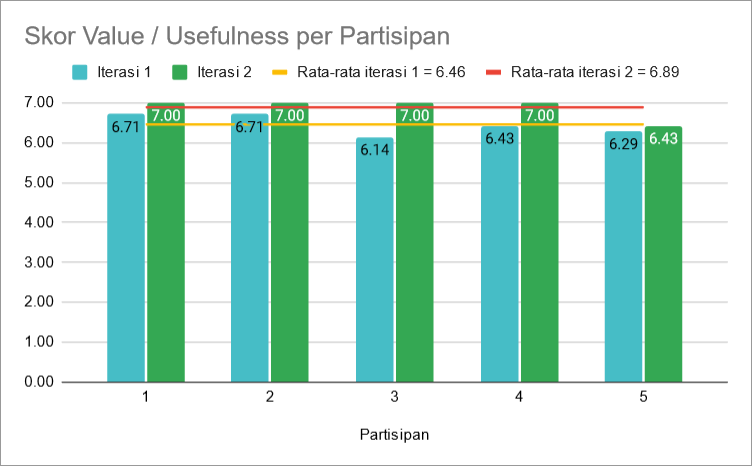 Skor Value / Usefulness per Partisipan
Iterasi 1 Iterasi 2 Rata-rata iterasi 1 = 6.46 Rata-rata iterasi 2 = 6.89
7.00
6.00
5.00
4.00
3.00
2.00
1.00
0.00
6.71 7.00 6.71 7.00 6.14 7.00 6.43 7.00 6.29 6.43
1 2 3 4 5
Partisipan